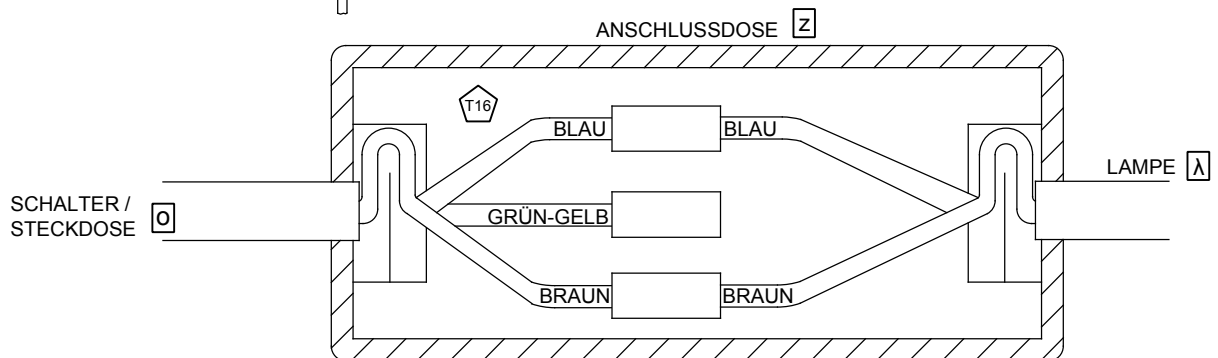 ANSCHLUSSDOSE z
T16
BLAU BLAU
LAMPE λ
SCHALTER /
STECKDOSE o
GRÜN-GELB
BRAUN BRAUN